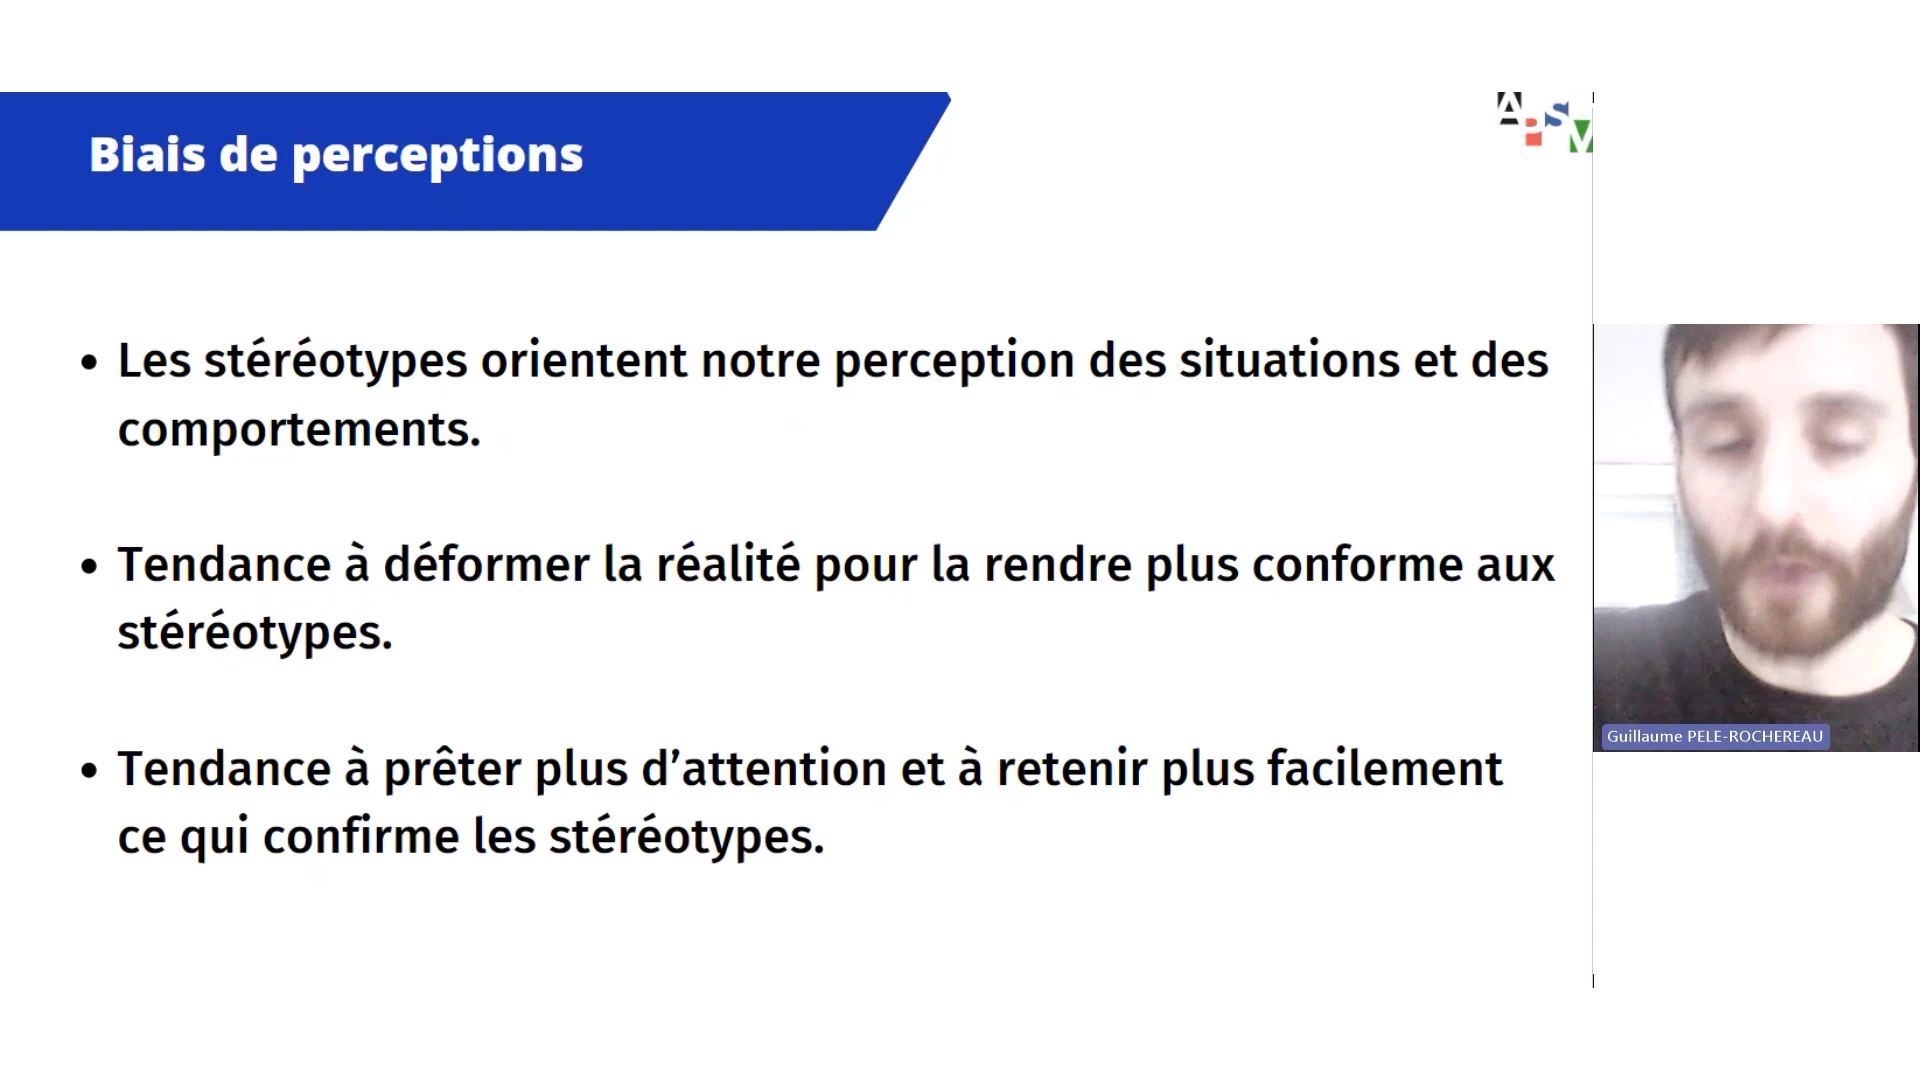 Biais de perceptions
APSV
• Les stéréotypes orientent notre perception des situations et des
comportements.
• Tendance à déformer la réalité pour la rendre plus conforme aux
stéréotypes.
• Tendance à prêter plus d’attention et à retenir plus facilement
ce qui confirme les stéréotypes.
Guillaume PELE-ROCHEREAU